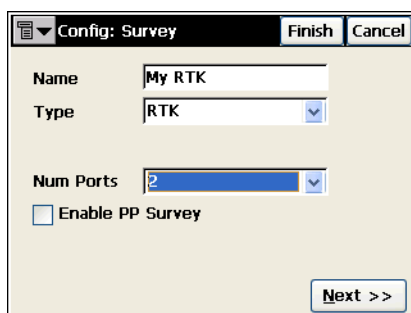 Config: Survey Finish Cancel
Name My RTK
Type RTK
Num Ports 2
Enable PP Survey
Next >>